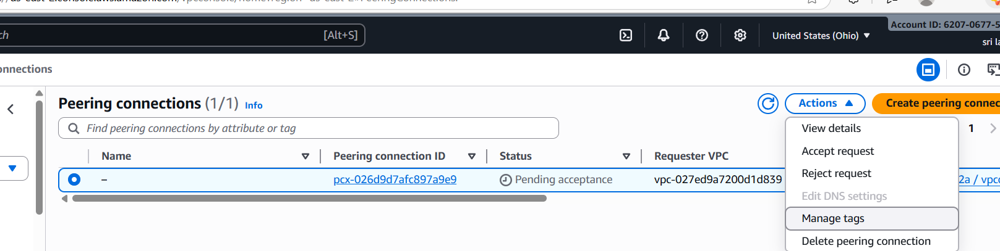 ch [Alt+S] United States (Ohio) Account ID: 6207-0677-5
sri la
onnections
Peering connections (1/1) Info Actions Create peering connec
Find peering connections by attribute or tag 1
Name Peering connection ID Status Requester VPC
– pcx-026d9d7afc897a9e9 Pending acceptance vpc-027ed9a7200d1d839 2a / vpcc
View details
Accept request
Reject request
Edit DNS settings
Manage tags
Delete peering connection